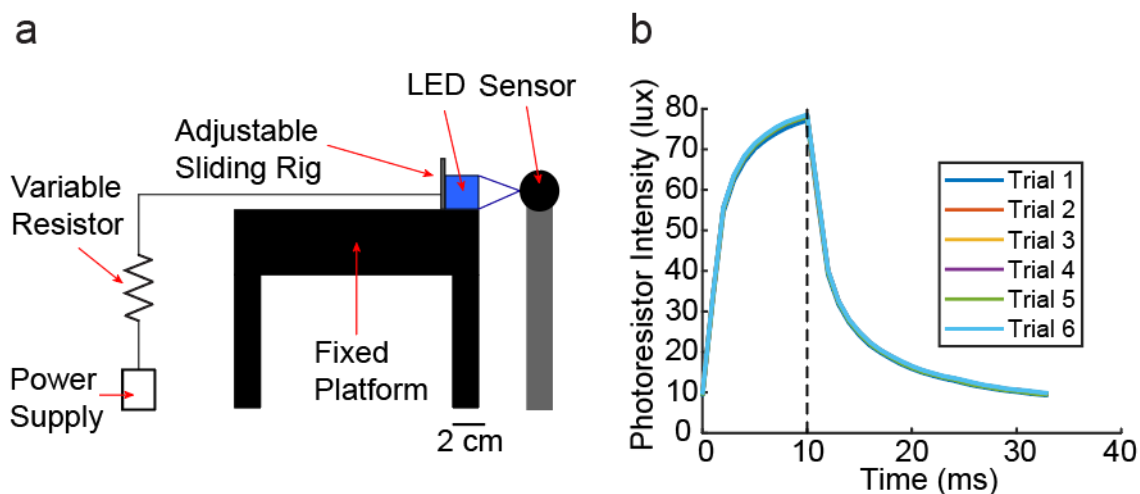 a
LED Sensor
Adjustable
Sliding Rig
Variable
Resistor
Fixed
Platform
Power
Supply
2 cm
b
Photoresistor Intensity (lux)
80
70
60
50
40
30
20
10
0
0 10 20 30 40
Time (ms)
Trial 1
Trial 2
Trial 3
Trial 4
Trial 5
Trial 6